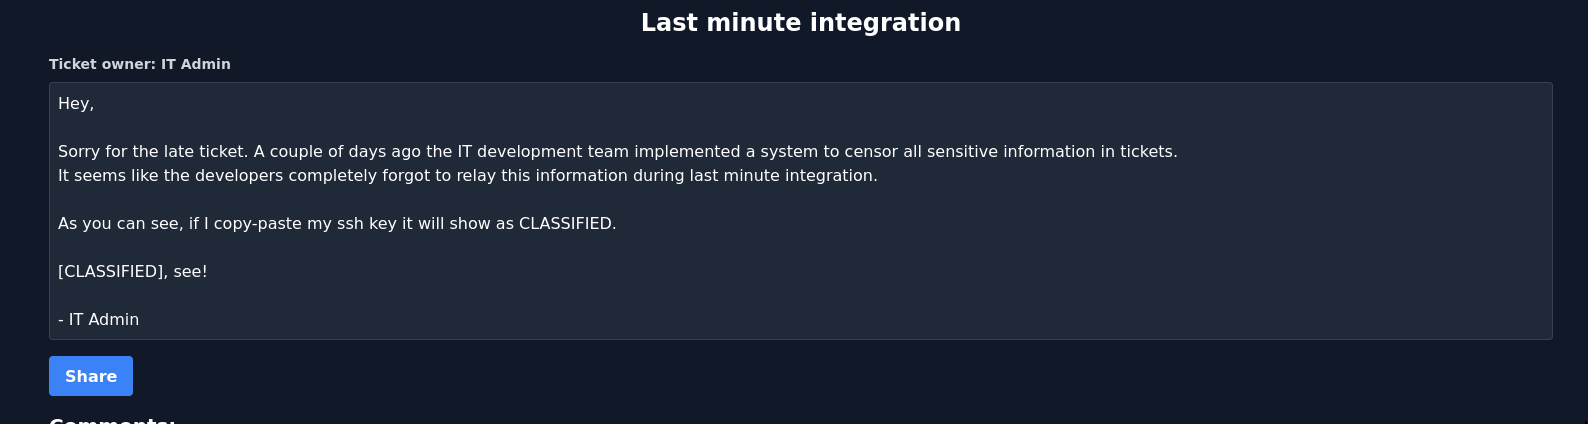 Last minute integration
Ticket owner: IT Admin
Hey,
Sorry for the late ticket. A couple of days ago the IT development team implemented a system to censor all sensitive information in tickets.
It seems like the developers completely forgot to relay this information during last minute integration.
As you can see, if I copy-paste my ssh key it will show as CLASSIFIED.
[CLASSIFIED], see!
- IT Admin
Share
Comments: